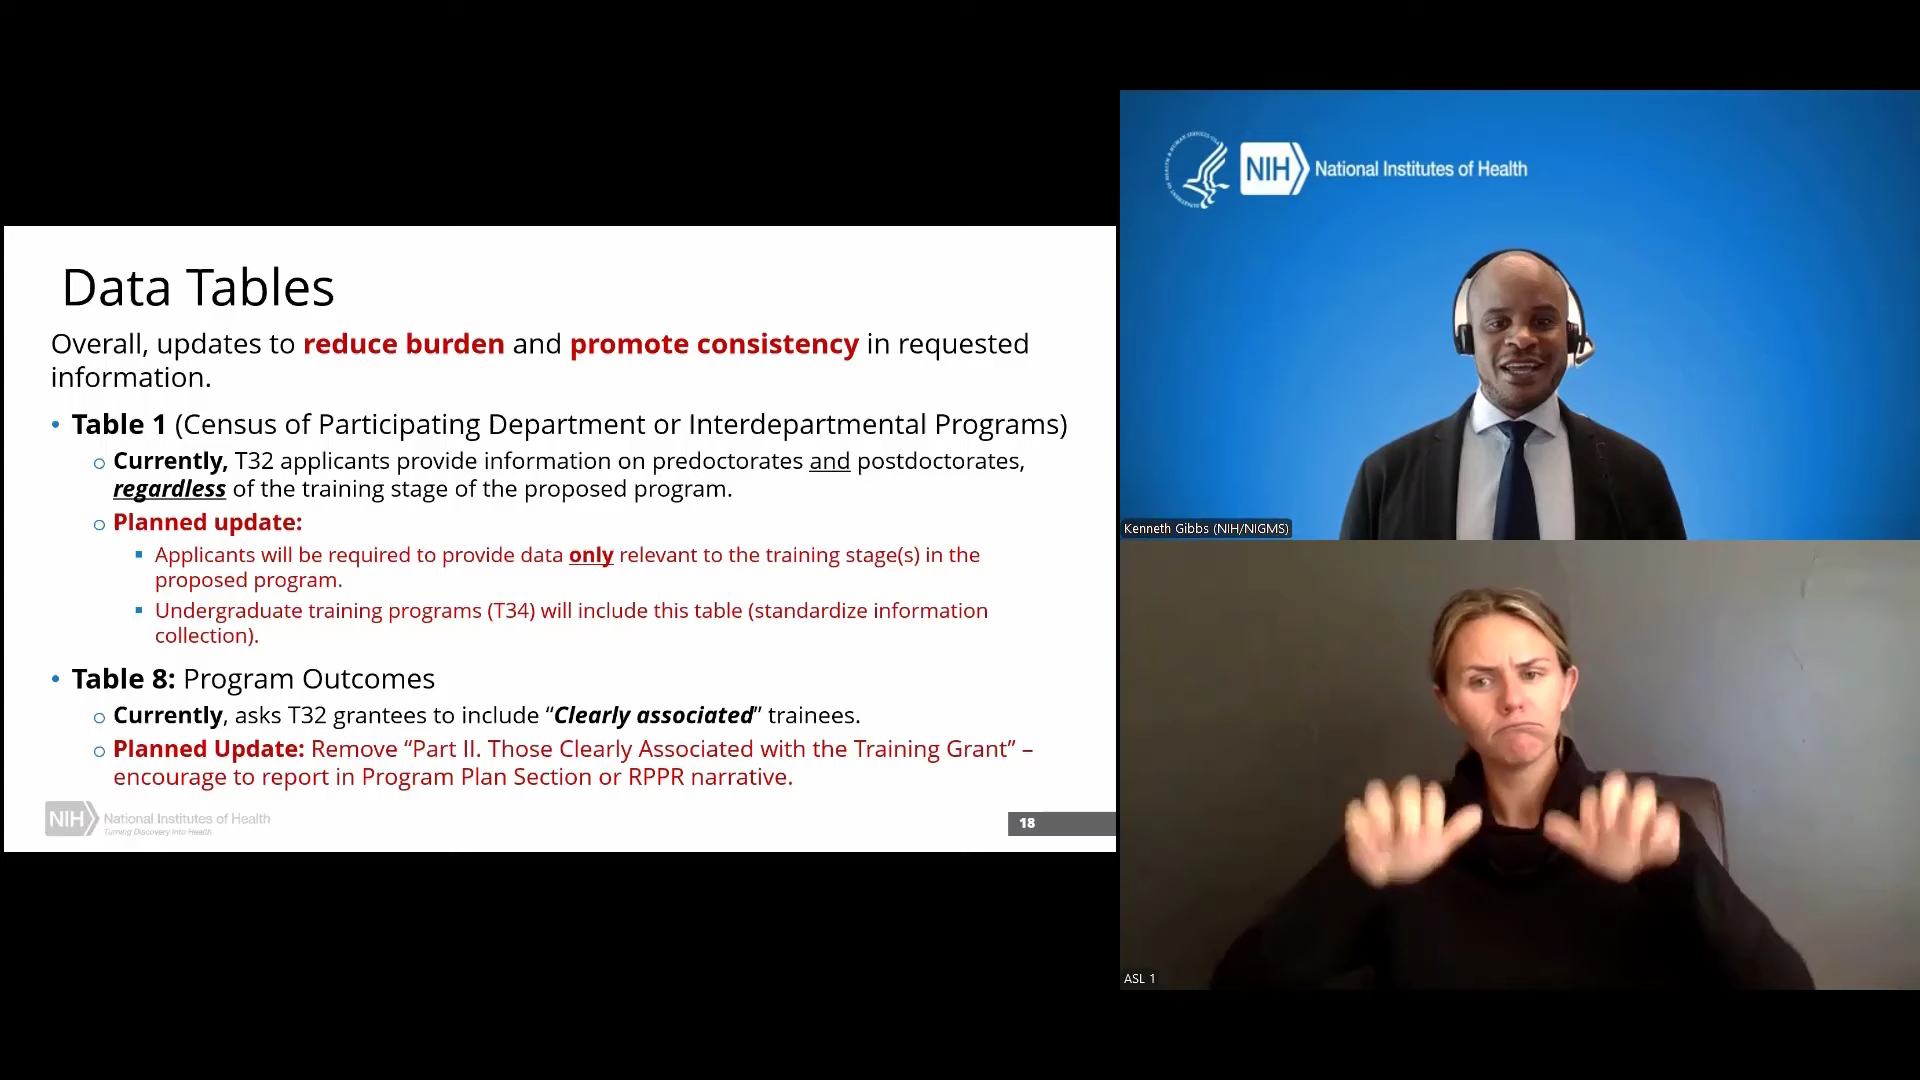 Data Tables
Overall, updates to reduce burden and promote consistency in requested
information.
• Table 1 (Census of Participating Department or Interdepartmental Programs)
o Currently, T32 applicants provide information on predoctorates and postdoctorates,
regardless of the training stage of the proposed program.
o Planned update:
▪ Applicants will be required to provide data only relevant to the training stage(s) in the
proposed program.
▪ Undergraduate training programs (T34) will include this table (standardize information
collection).
• Table 8: Program Outcomes
o Currently, asks T32 grantees to include “Clearly associated” trainees.
o Planned Update: Remove “Part II. Those Clearly Associated with the Training Grant” –
encourage to report in Program Plan Section or RPPR narrative.
NIH National Institutes of Health
Turning Discovery Into Health
18
NIH National Institutes of Health
Kenneth Gibbs (NIH/NIGMS)
ASL 1